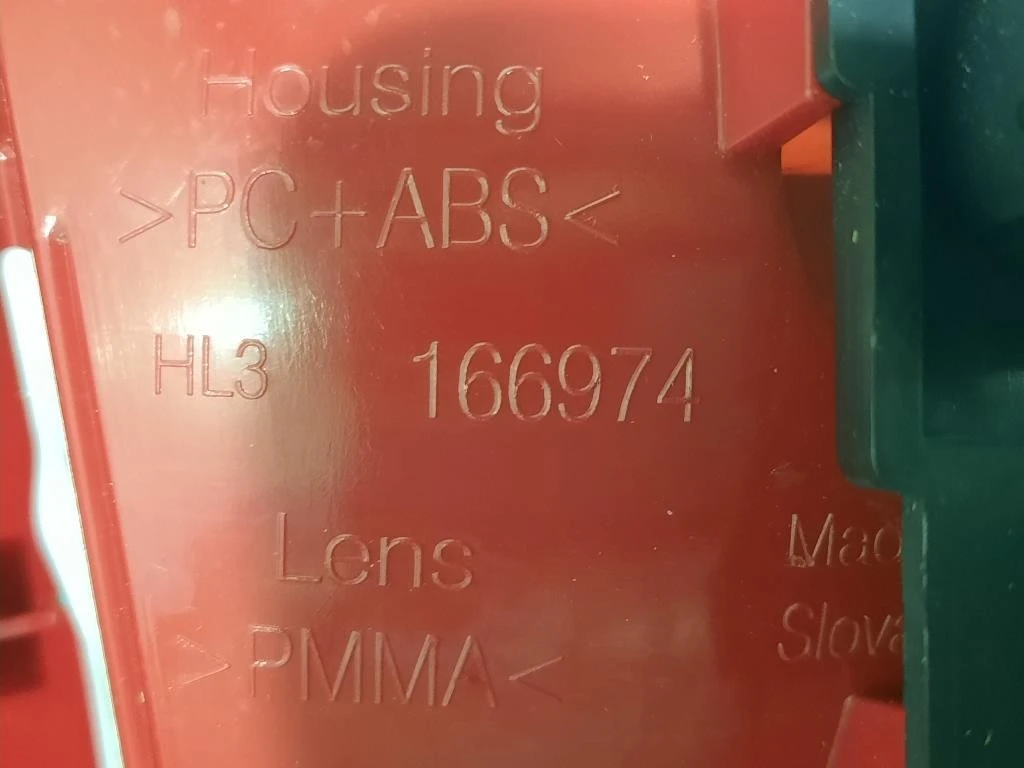 Housing
>PC+ABS<
HL3 166974
Lens
>PMMA<